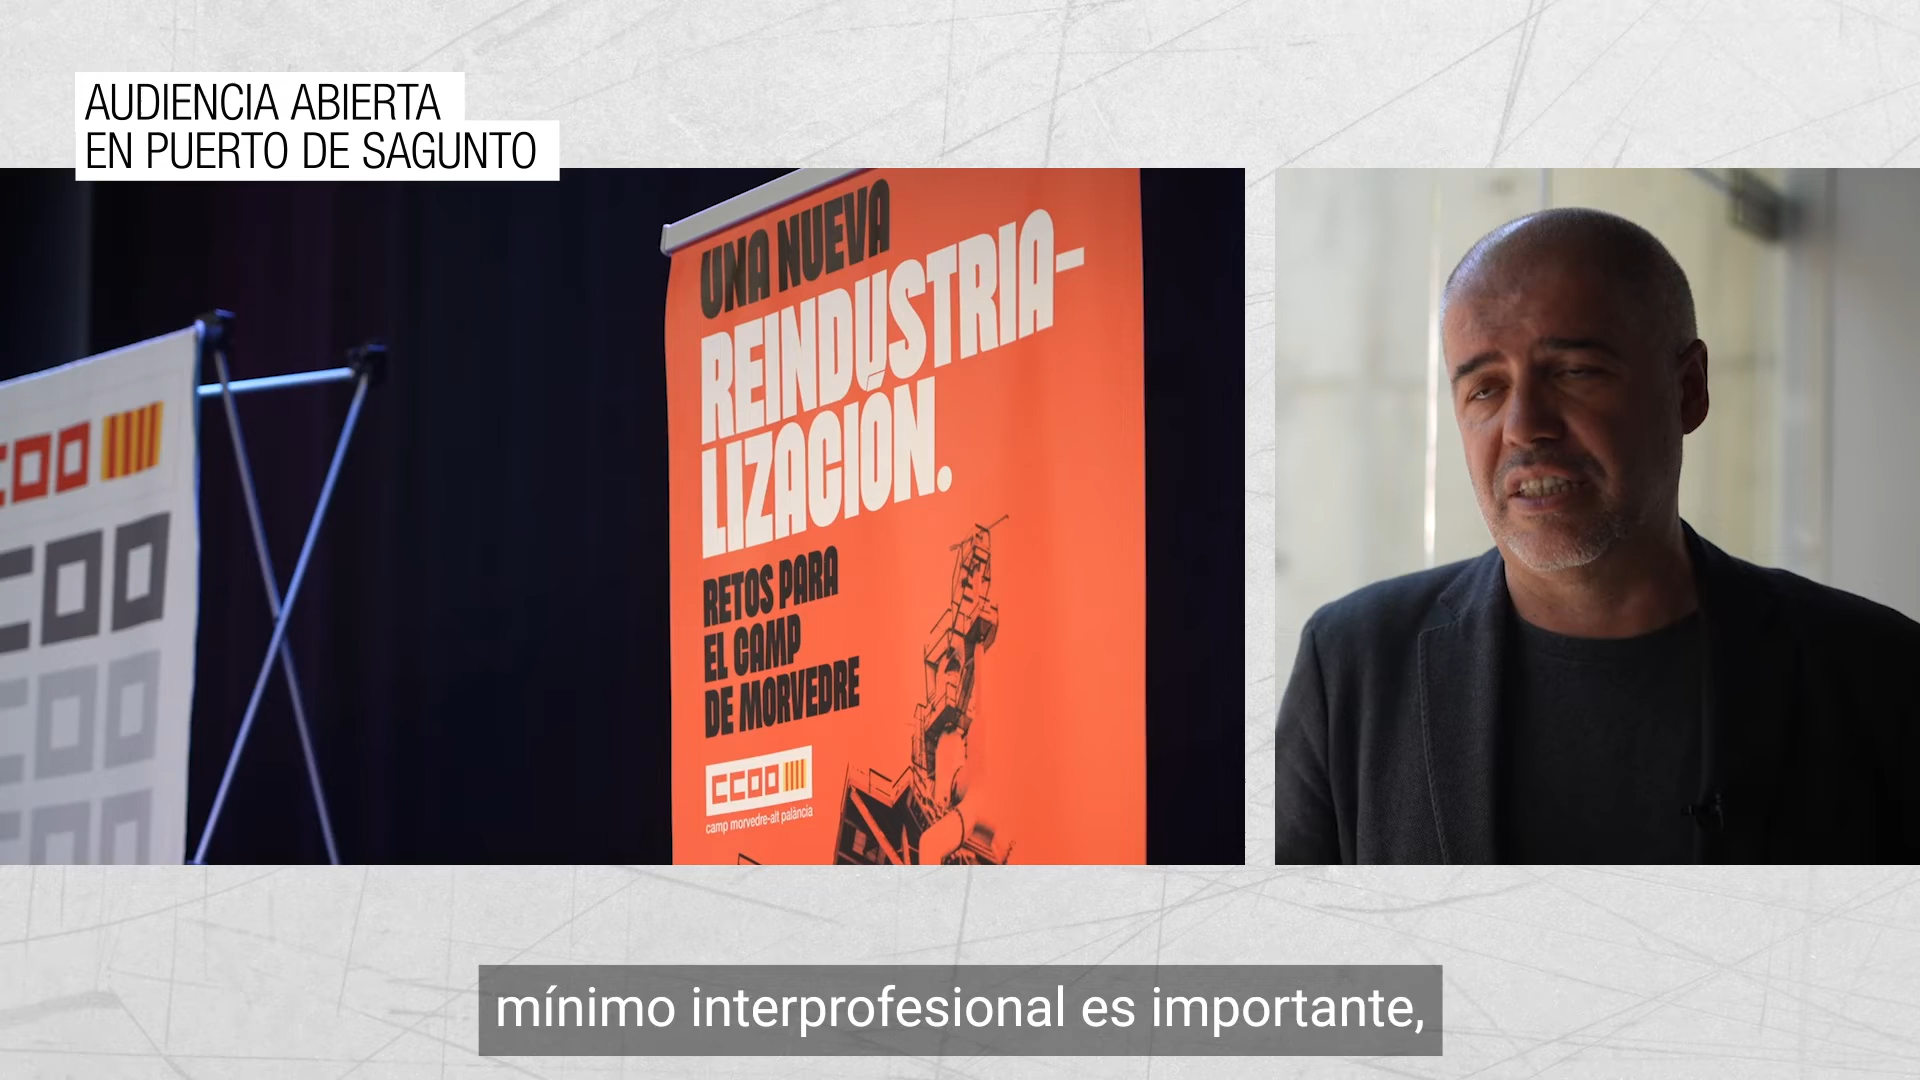 AUDIENCIA ABIERTA
EN PUERTO DE SAGUNTO
UNA NUEVA
REINDUSTRIA-
LIZACIÓN.
RETOS PARA
EL CAMP
DE MORVEDRE
CCOO
camp morvedre-alt palància
CCOO
CCOO
mínimo interprofesional es importante,